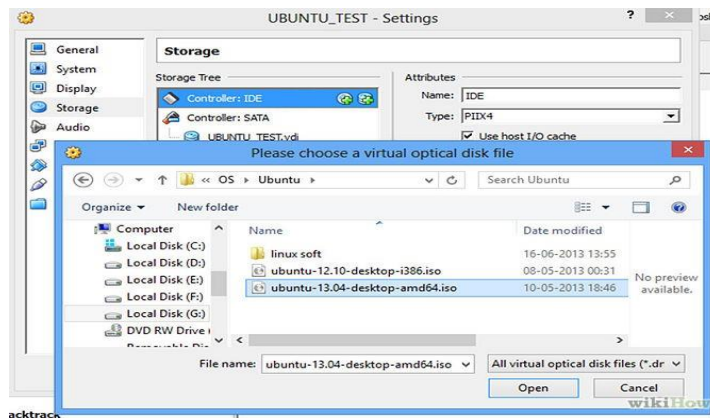 UBUNTU_TEST - Settings
?
General
System
Display
Storage
Audio
Storage
Storage Tree
Controller: IDE
Controller: SATA
UBUNTU_TEST.vdi
Attributes
Name: IDE
Type: PIIX4
Use host I/O cache
Please choose a virtual optical disk file
« OS ▸ Ubuntu ▸
Search Ubuntu
Organize
New folder
Computer
Local Disk (C:)
Local Disk (D:)
Local Disk (E:)
Local Disk (F:)
Local Disk (G:)
DVD RW Drive
Name Date modified
linux soft 16-06-2013 13:55
ubuntu-12.10-desktop-i386.iso 08-05-2013 00:31
ubuntu-13.04-desktop-amd64.iso 10-05-2013 18:46
No preview
available.
File name: ubuntu-13.04-desktop-amd64.iso
All virtual optical disk files (*.dr
Open Cancel
wikiHow
acktrack